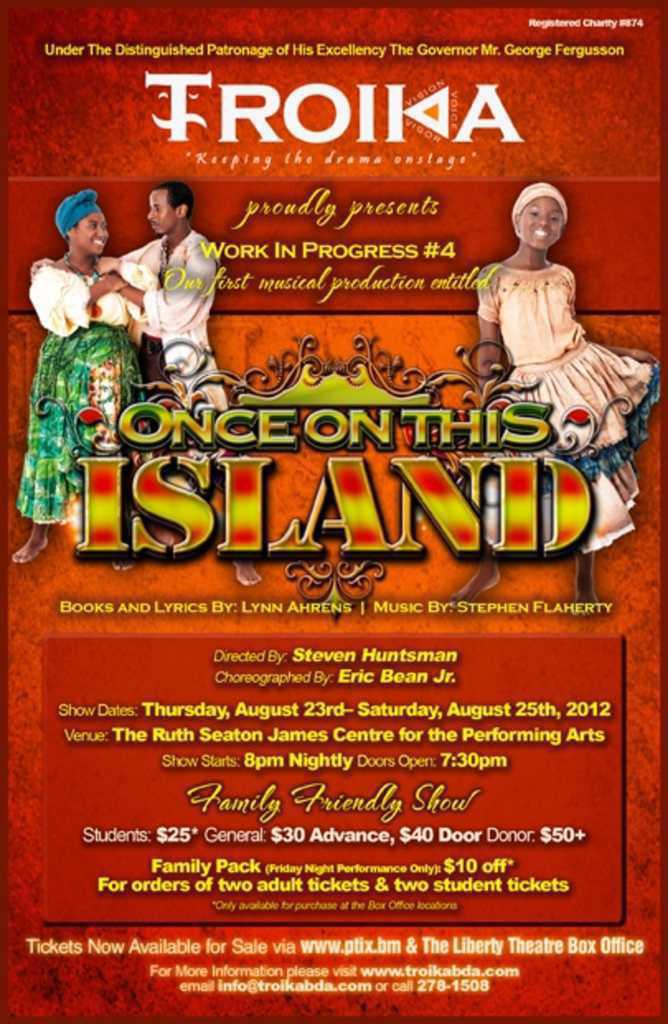 Registered Charity #874
Under The Distinguished Patronage of His Excellency The Governor Mr. George Fergusson
TROIKA
VISION VOICE VIGOR
"Keeping the drama onstage"
proudly presents
WORK IN PROGRESS #4
Our first musical production entitled
ONCE ON THIS
ISLAND
BOOKS AND LYRICS BY: LYNN AHRENS | MUSIC BY: STEPHEN FLAHERTY
Directed By: Steven Huntsman
Choreographed By: Eric Bean Jr.
Show Dates: Thursday, August 23rd– Saturday, August 25th, 2012
Venue: The Ruth Seaton James Centre for the Performing Arts
Show Starts: 8pm Nightly Doors Open: 7:30pm
Family Friendly Show
Students: $25* General: $30 Advance, $40 Door Donor: $50+
Family Pack (Friday Night Performance Only): $10 off*
For orders of two adult tickets & two student tickets
*Only available for purchase at the Box Office locations
Tickets Now Available for Sale via www.ptix.bm & The Liberty Theatre Box Office
For More Information please visit www.troikabda.com
email info@troikabda.com or call 278-1508